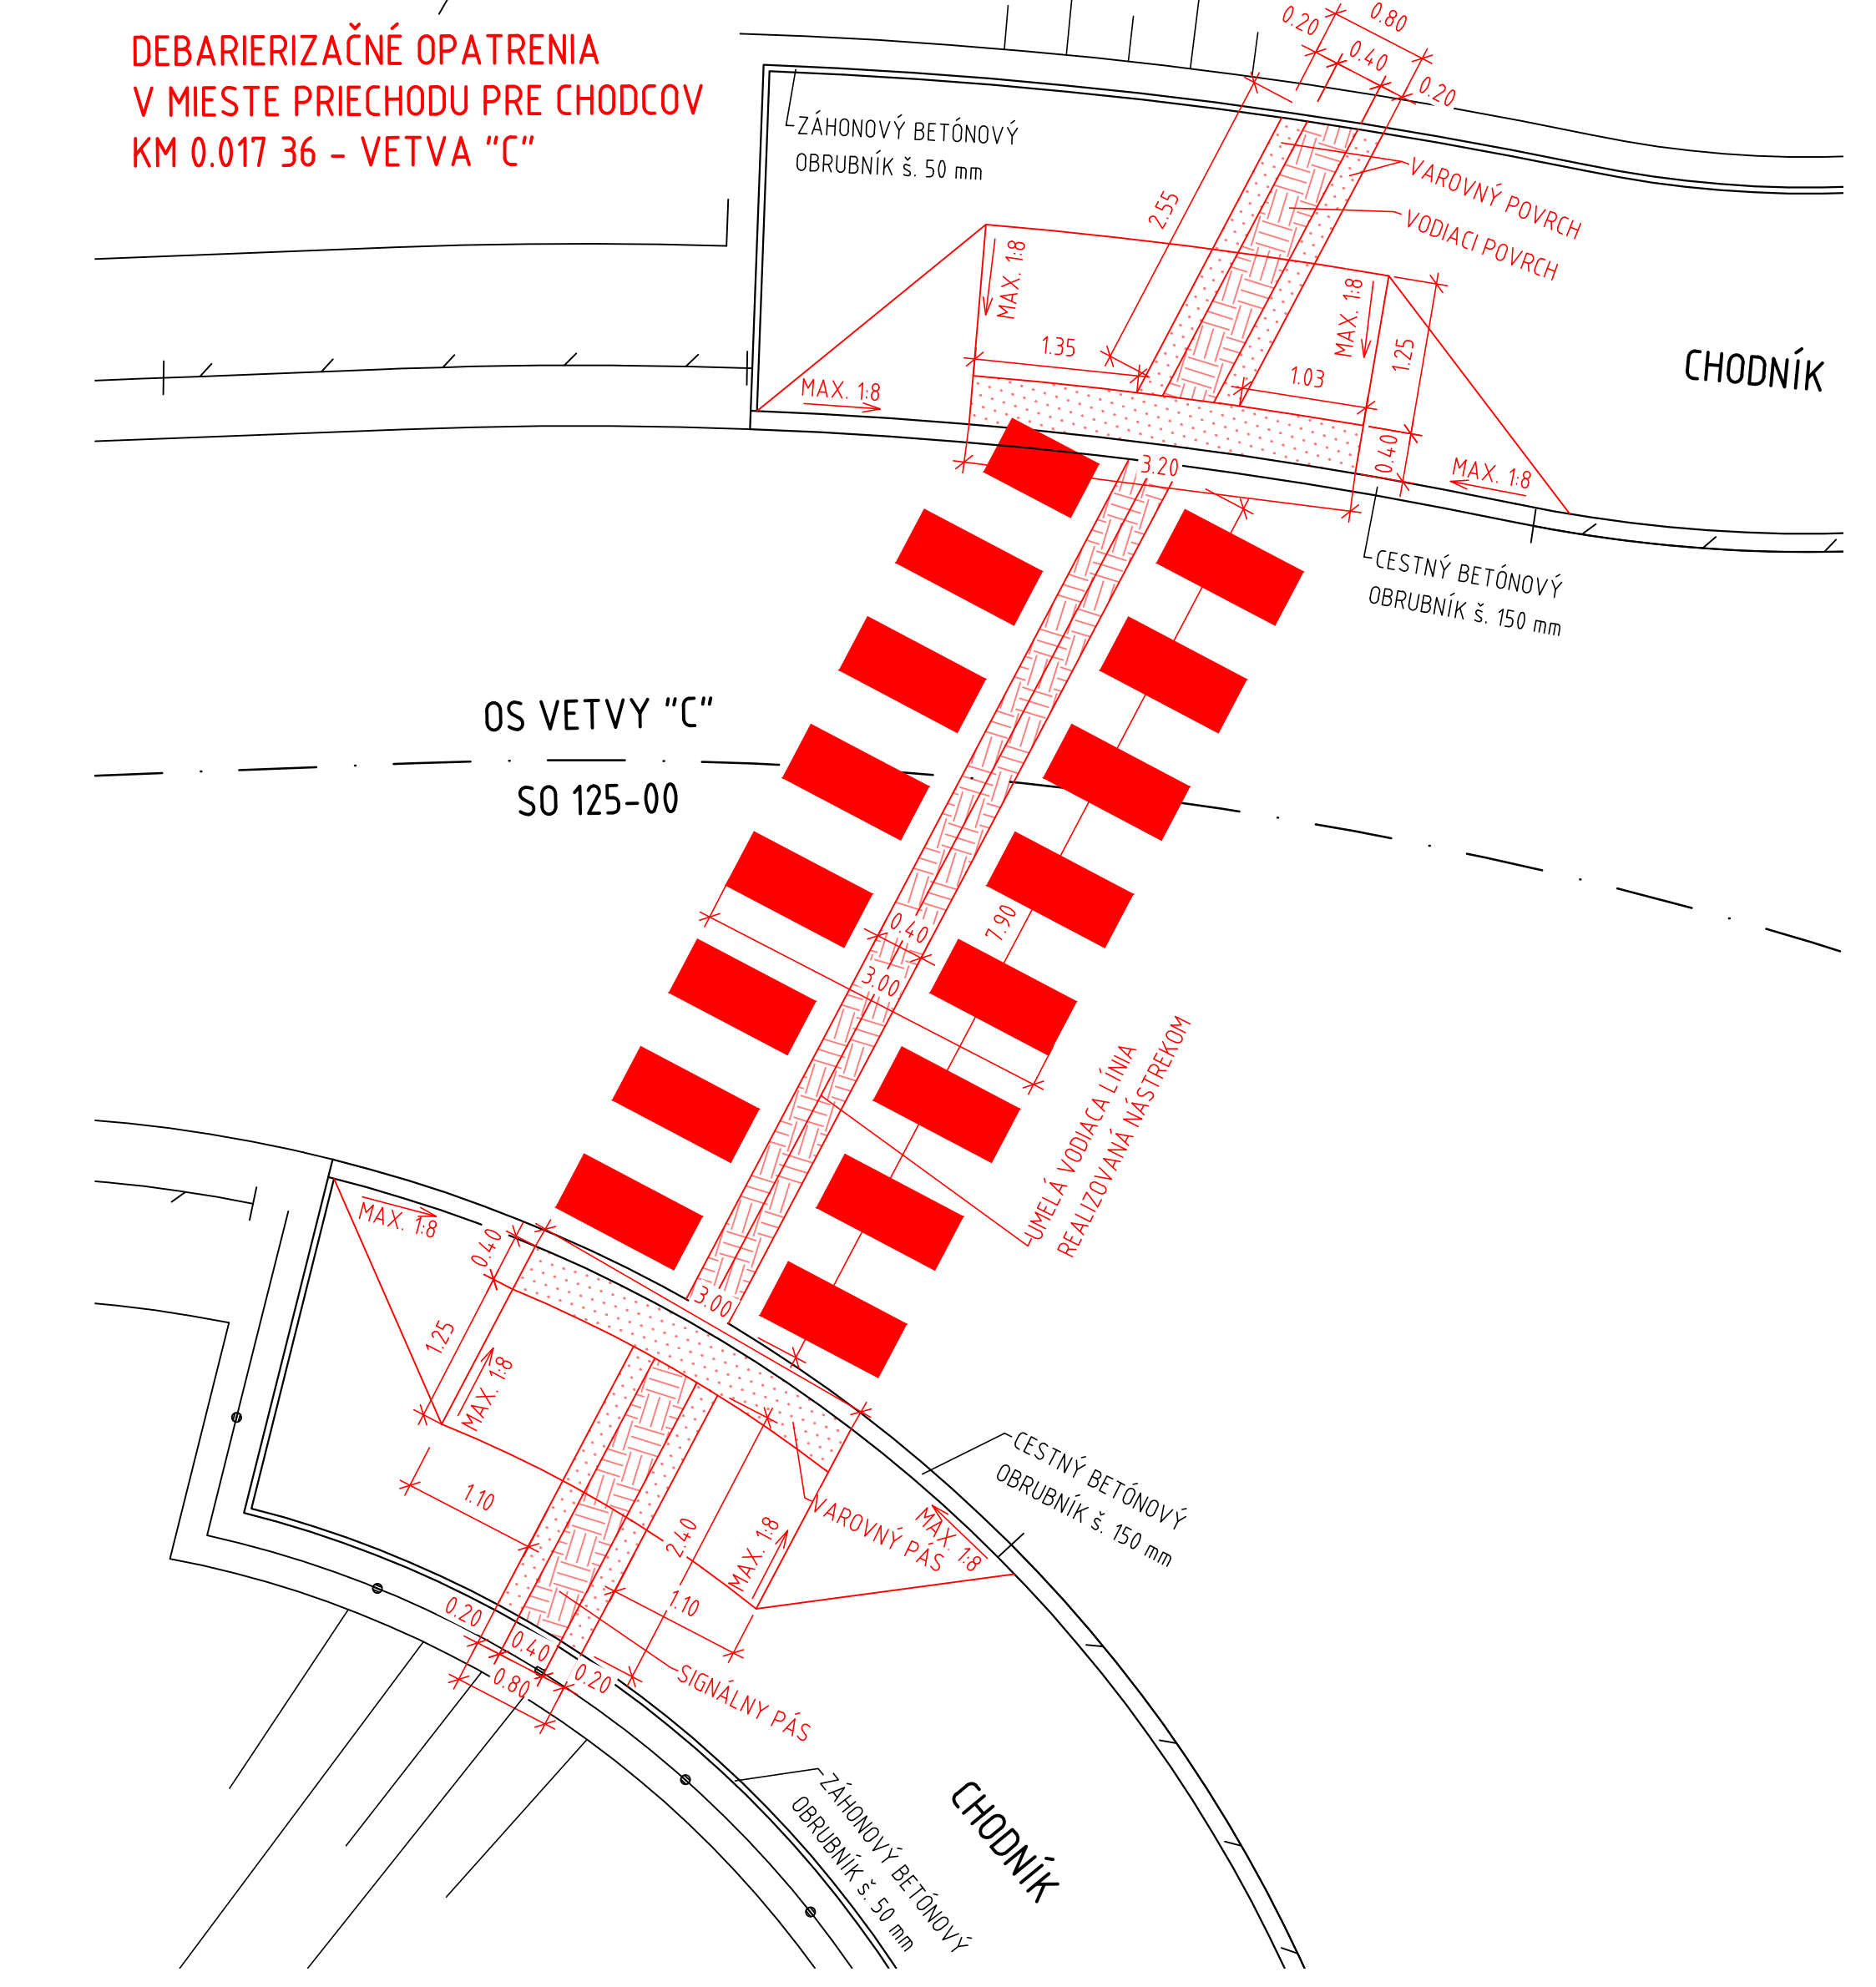 DEBARIERIZAČNÉ OPATRENIA
V MIESTE PRIECHODU PRE CHODCOV
KM 0.017 36 - VETVA "C"
0.80
0.20
0.40
0.20
ZÁHONOVÝ BETÓNOVÝ
OBRUBNÍK š. 50 mm
VAROVNÝ POVRCH
VODIACI POVRCH
2.55
MAX. 1:8
MAX. 1:8
1.25
1.35
1.03
CHODNÍK
MAX. 1:8
0.40
3.20
MAX. 1:8
CESTNÝ BETÓNOVÝ
OBRUBNÍK š. 150 mm
OS VETVY "C"
SO 125-00
0.40
7.90
3.00
UMELÁ VODIACA LÍNIA
REALIZOVANÁ NÁSTREKOM
MAX. 1:8
0.40
3.00
1.25
MAX. 1:8
1.10
2.40
MAX. 1:8
VAROVNÝ PÁS
MAX. 1:8
CESTNÝ BETÓNOVÝ
OBRUBNÍK š. 150 mm
1.10
0.20
0.40
0.20
0.80
SIGNÁLNY PÁS
ZÁHONOVÝ BETÓNOVÝ
OBRUBNÍK š. 50 mm
CHODNÍK